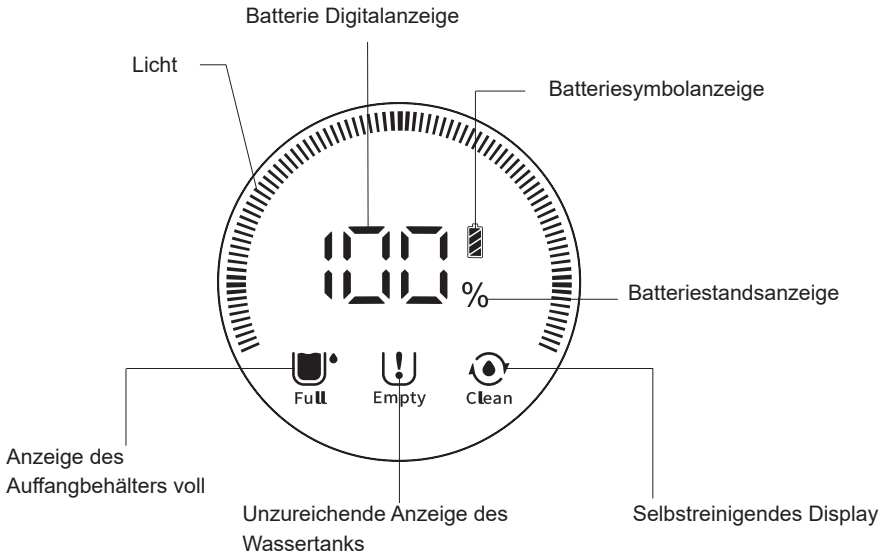 Batterie Digitalanzeige
Licht
Batteriesymbolanzeige
100
%
Batteriestandsanzeige
Full
Empty
Clean
Anzeige des
Auffangbehälters voll
Unzureichende Anzeige des
Wassertanks
Selbstreinigendes Display